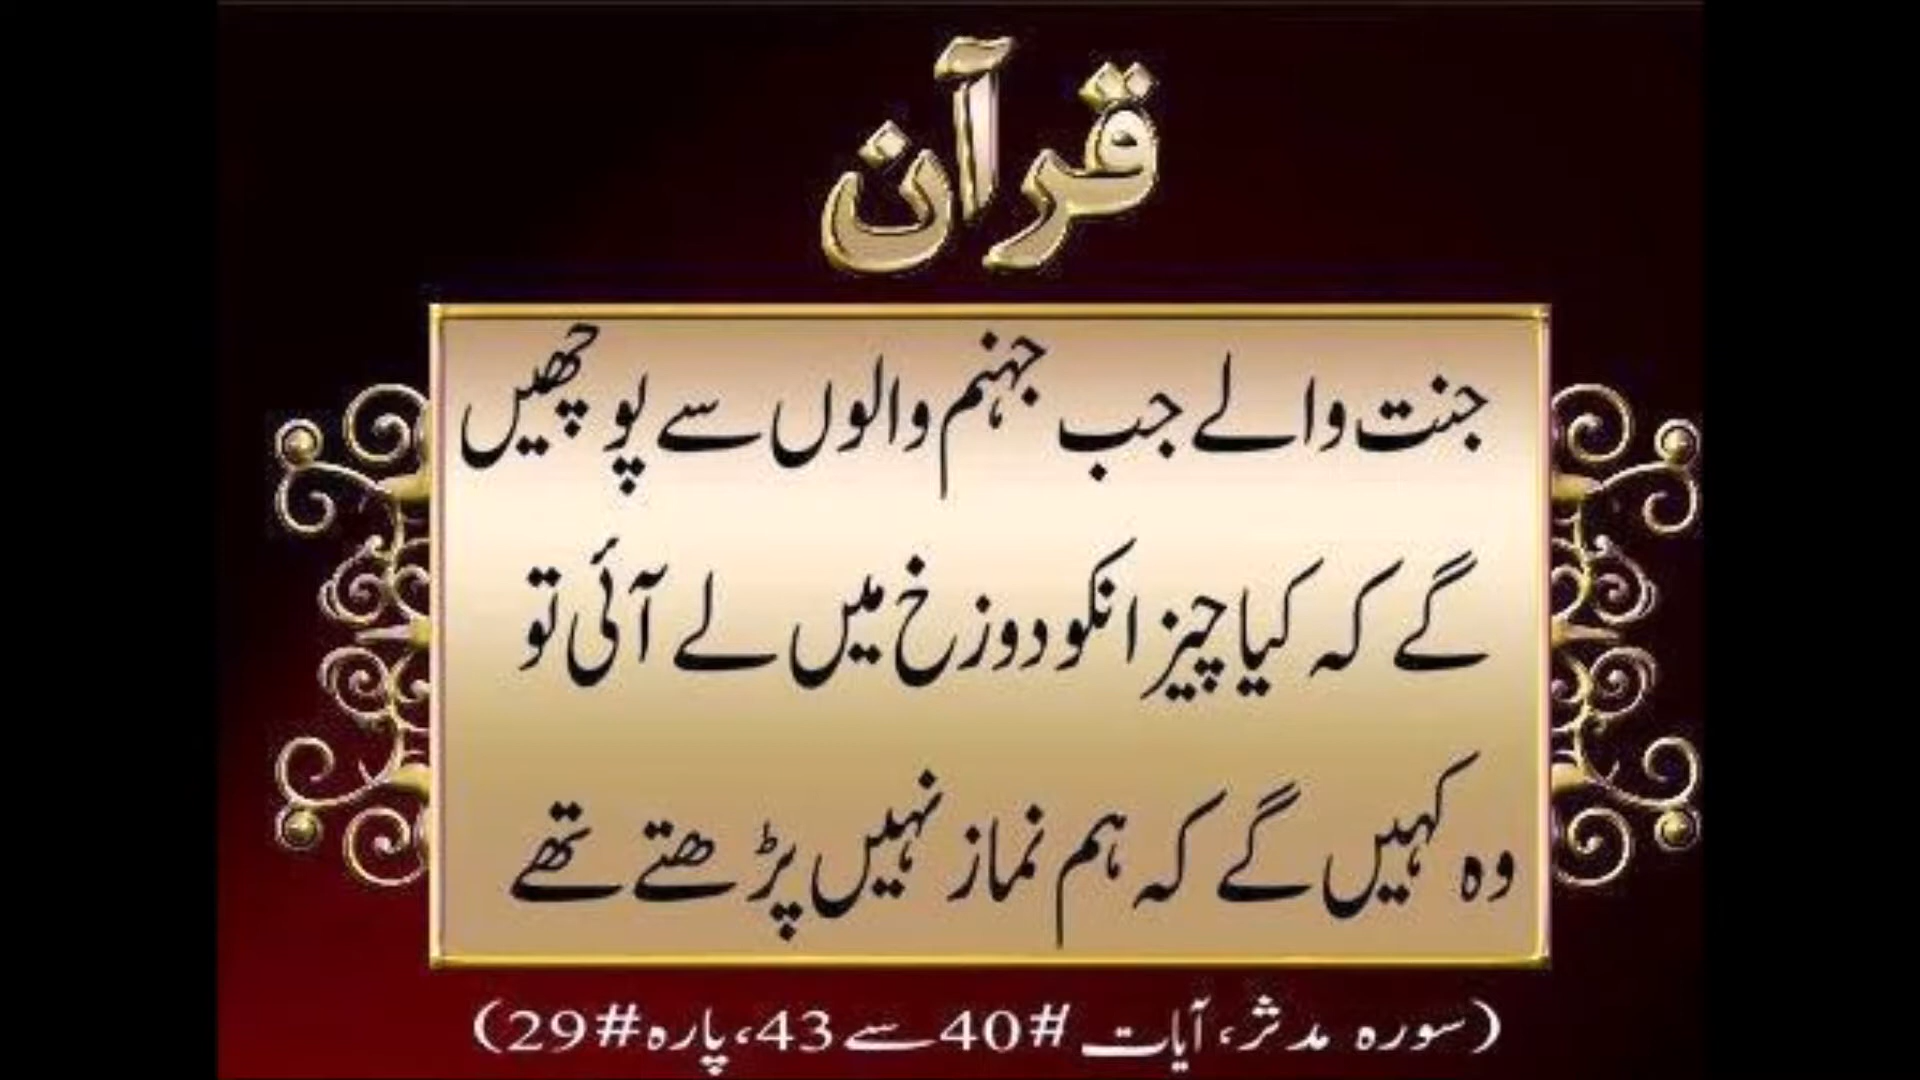 قرآن
جنت والے جب جہنم والوں سے پوچھیں
گے کہ کیا چیز انکو دوزخ میں لے آئی تو
وہ کہیں گے کہ ہم نماز نہیں پڑھتے تھے
(سورہ مدثر، آیات #40 سے 43، پارہ #29)